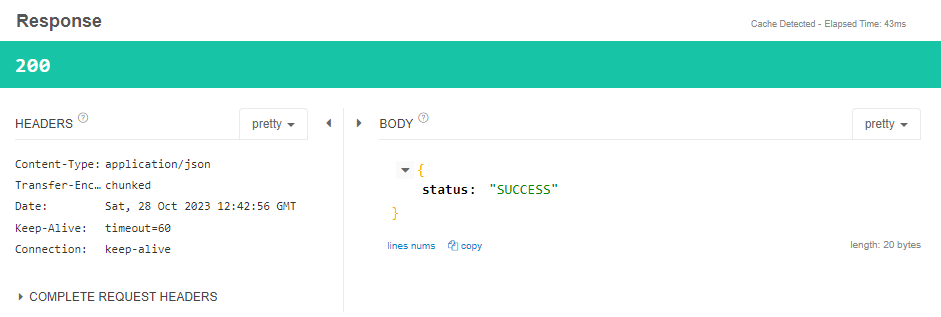 Response
Cache Detected - Elapsed Time: 43ms
200
HEADERS ?
pretty
BODY ?
pretty
Content-Type: application/json
Transfer-Enc… chunked
Date: Sat, 28 Oct 2023 12:42:56 GMT
Keep-Alive: timeout=60
Connection: keep-alive
COMPLETE REQUEST HEADERS
{
status: "SUCCESS"
}
lines nums copy
length: 20 bytes